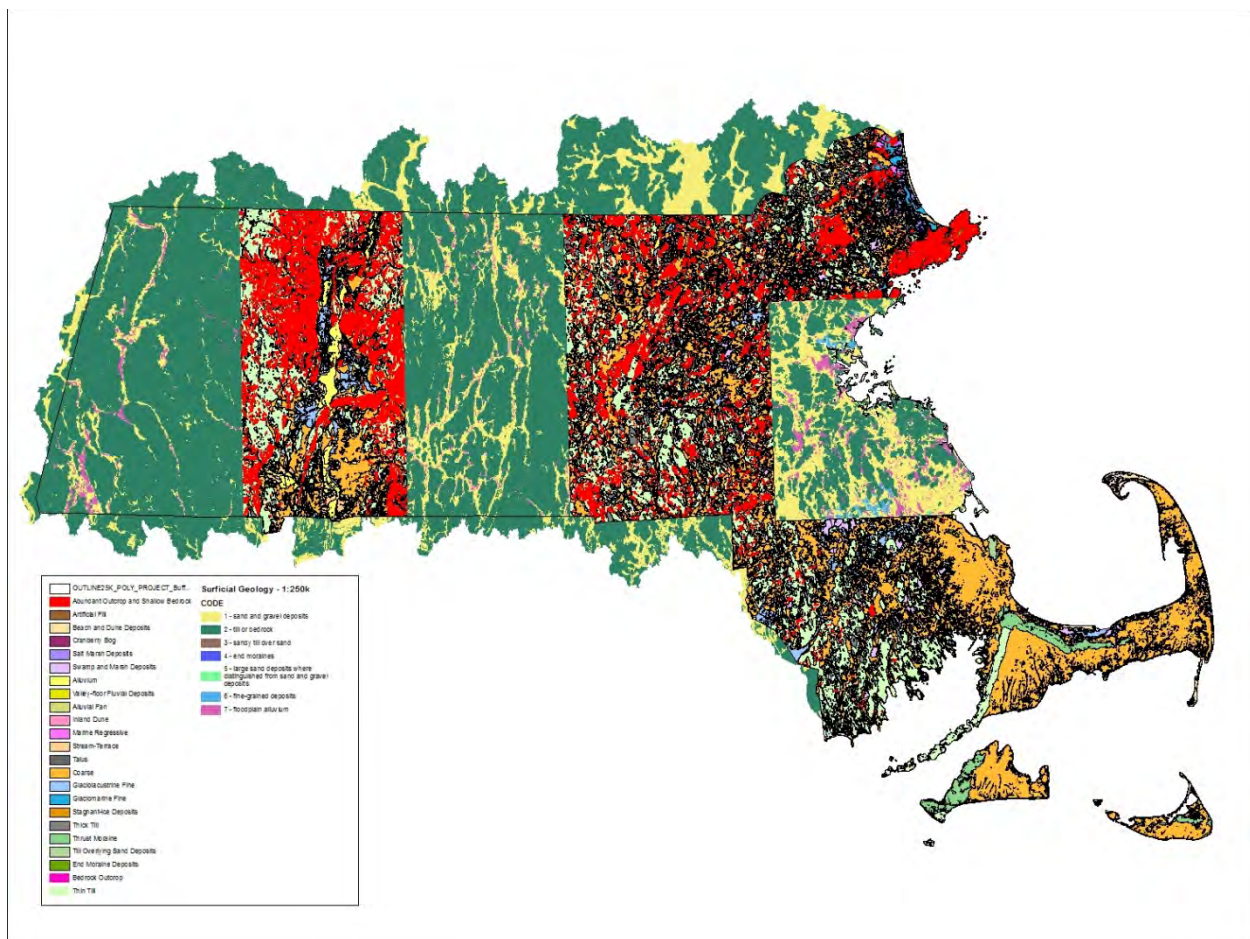 OUTLINE25K_POLY_PROJECT_Buff...
Abundant Outcrop and Shallow Bedrock
Artificial Fill
Beach and Dune Deposits
Cranberry Bog
Salt Marsh Deposits
Swamp and Marsh Deposits
Alluvium
Valley-floor Fluvial Deposits
Alluvial Fan
Inland Dune
Marine Regressive
Stream-Terrace
Talus
Coarse
Glaciolacustrine Fine
Glaciomarine Fine
Stagnant-Ice Deposits
Thick Till
Thrust Moraine
Till Overlying Sand Deposits
End Moraine Deposits
Bedrock Outcrop
Thin Till
Surficial Geology - 1:250k
CODE
1 - sand and gravel deposits
2 - till or bedrock
3 - sandy till over sand
4 - end moraines
5 - large sand deposits where
distinguished from sand and gravel
deposits
6 - fine-grained deposits
7 - floodplain alluvium